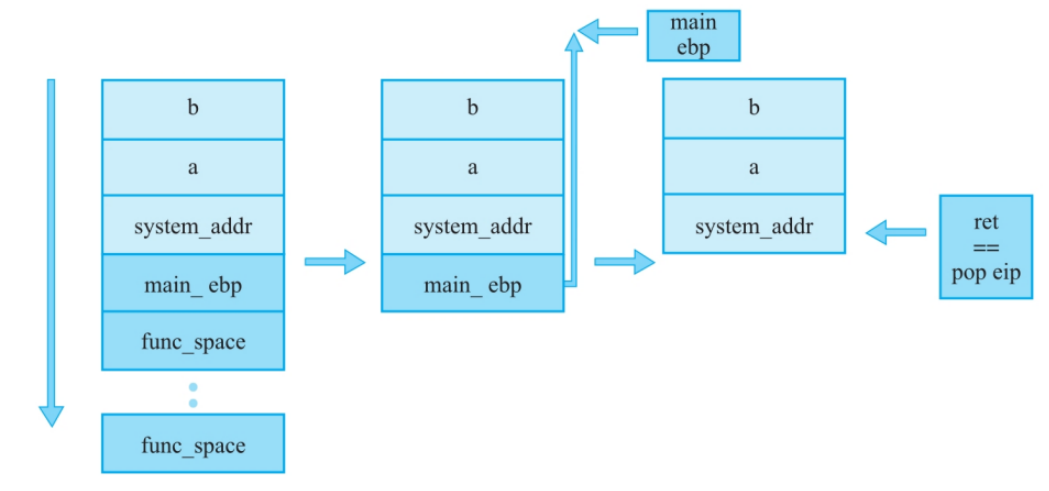 main
ebp
b
a
system_addr
main_ ebp
func_space
func_space
b
a
system_addr
main_ ebp
b
a
system_addr
ret
==
pop eip